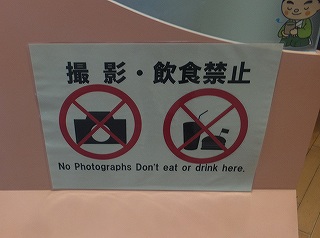 撮影・飲食禁止
No Photographs Don't eat or drink here.